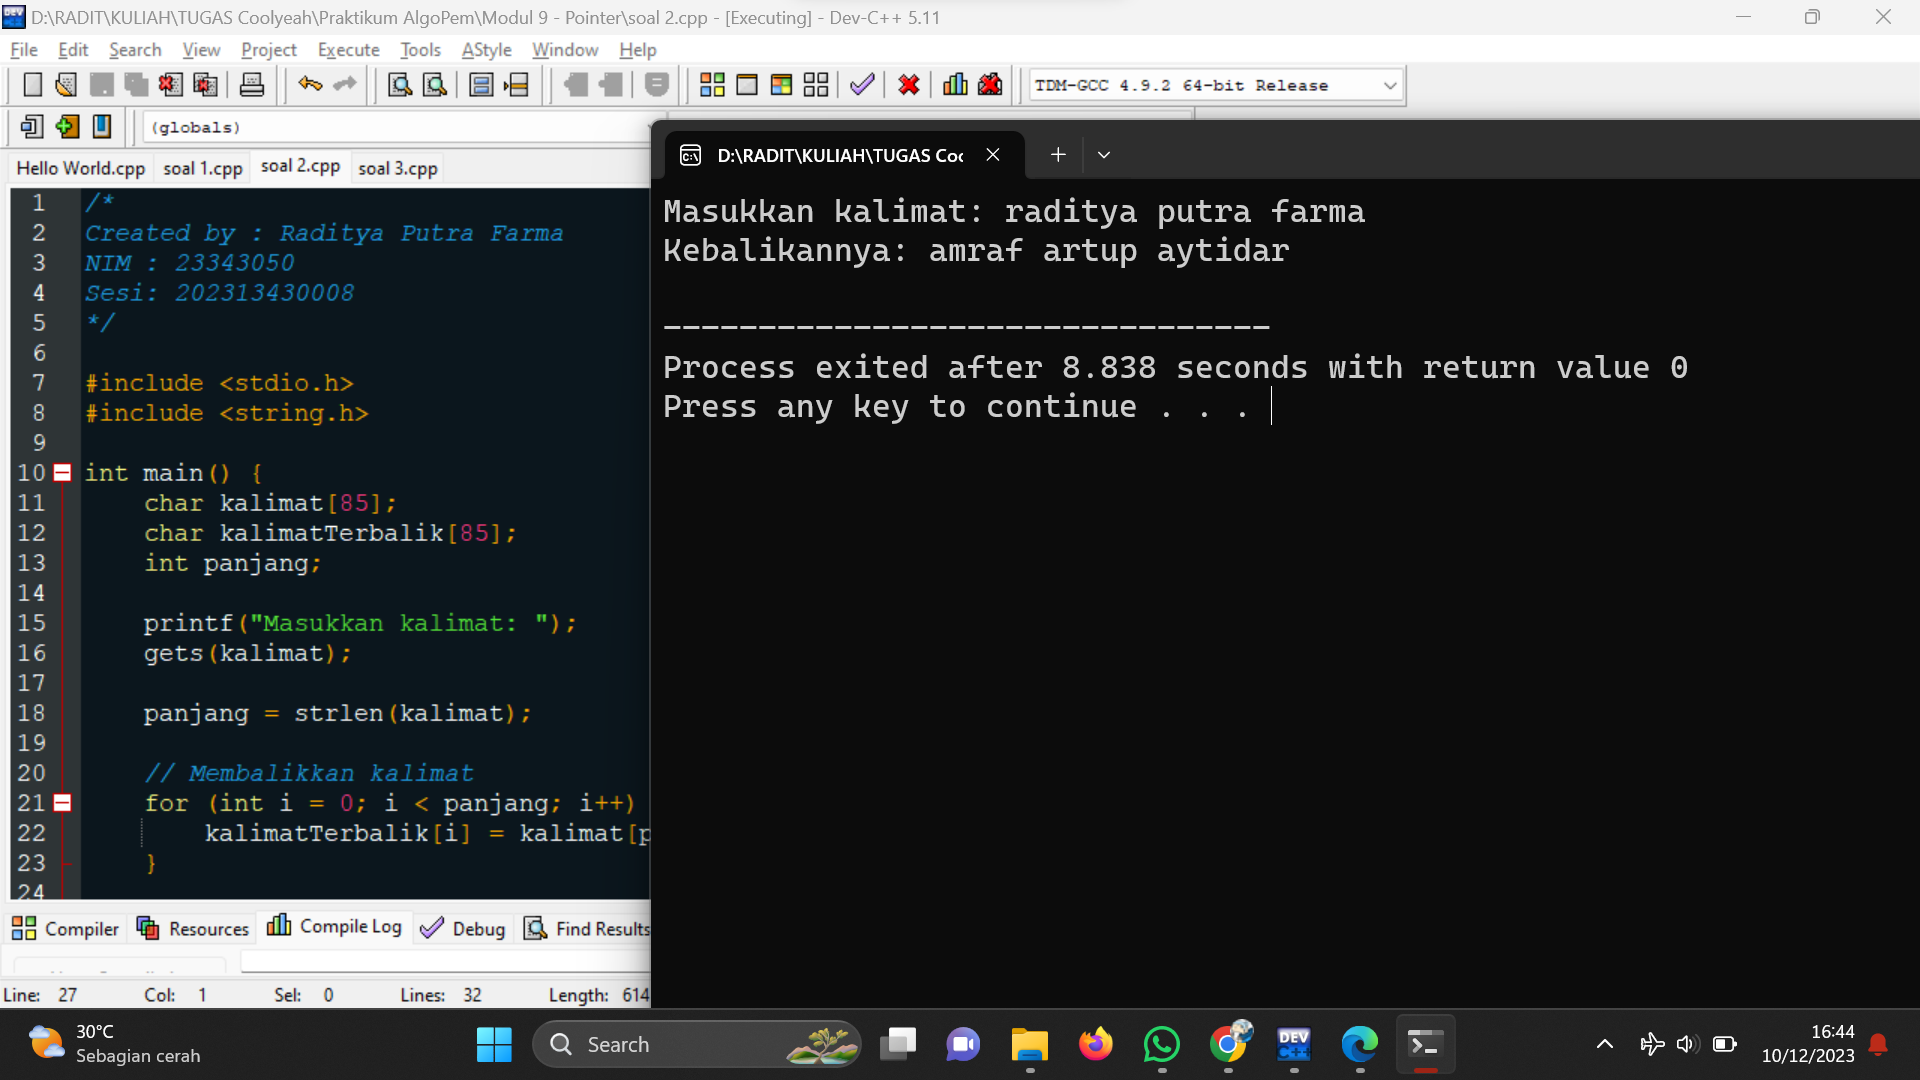 D:\RADIT\KULIAH\TUGAS Coolyeah\Praktikum AlgoPem\Modul 9 - Pointer\soal 2.cpp - [Executing] - Dev-C++ 5.11
File Edit Search View Project Execute Tools AStyle Window Help
TDM-GCC 4.9.2 64-bit Release
(globals)
Hello World.cpp soal 1.cpp soal 2.cpp soal 3.cpp
1 /*
2 Created by : Raditya Putra Farma
3 NIM : 23343050
4 Sesi: 202313430008
5 */
6
7 #include <stdio.h>
8 #include <string.h>
9
10 int main() {
11 char kalimat[85];
12 char kalimatTerbalik[85];
13 int panjang;
14
15 printf("Masukkan kalimat: ");
16 gets(kalimat);
17
18 panjang = strlen(kalimat);
19
20 // Membalikkan kalimat
21 for (int i = 0; i < panjang; i++)
22 kalimatTerbalik[i] = kalimat[p
23 }
24
D:\RADIT\KULIAH\TUGAS Coc
Masukkan kalimat: raditya putra farma
Kebalikannya: amraf artup aytidar
--------------------------------
Process exited after 8.838 seconds with return value 0
Press any key to continue . . .
Compiler Resources Compile Log Debug Find Results
Line: 27 Col: 1 Sel: 0 Lines: 32 Length: 614
30°C
Sebagian cerah
Search
DEV
C++
16:44
10/12/2023